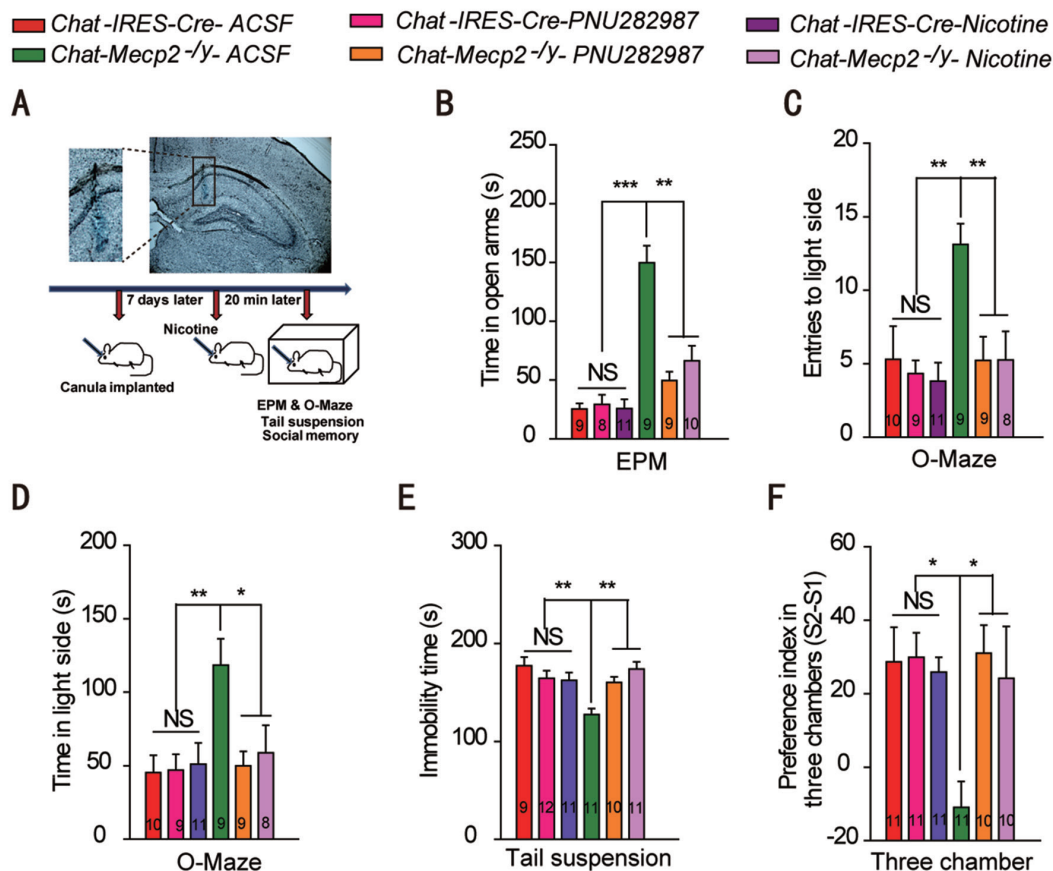 Chat-IRES-Cre- ACSF
Chat-IRES-Cre-PNU282987
Chat-IRES-Cre-Nicotine
Chat-Mecp2-/y- ACSF
Chat-Mecp2-/y- PNU282987
Chat-Mecp2-/y- Nicotine
A
7 days later
20 min later
Nicotine
Canula implanted
EPM & O-Maze
Tail suspension
Social memory
B
Time in open arms (s)
250
200
150
100
50
0
NS
***
**
9
8
11
9
9
10
EPM
C
Entries to light side
20
15
10
5
0
NS
**
**
10
9
11
9
9
8
O-Maze
D
Time in light side (s)
200
150
100
50
0
NS
**
*
10
9
11
9
9
8
O-Maze
E
Immobility time (s)
300
200
100
0
NS
**
**
9
12
11
11
10
11
Tail suspension
F
Preference index in
three chambers (S2-S1)
60
40
20
0
-20
NS
*
*
11
11
11
11
10
10
Three chamber